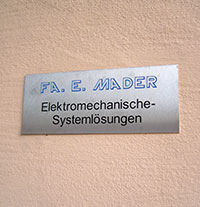 FA. E. MADER
Elektromechanische-
Systemlösungen